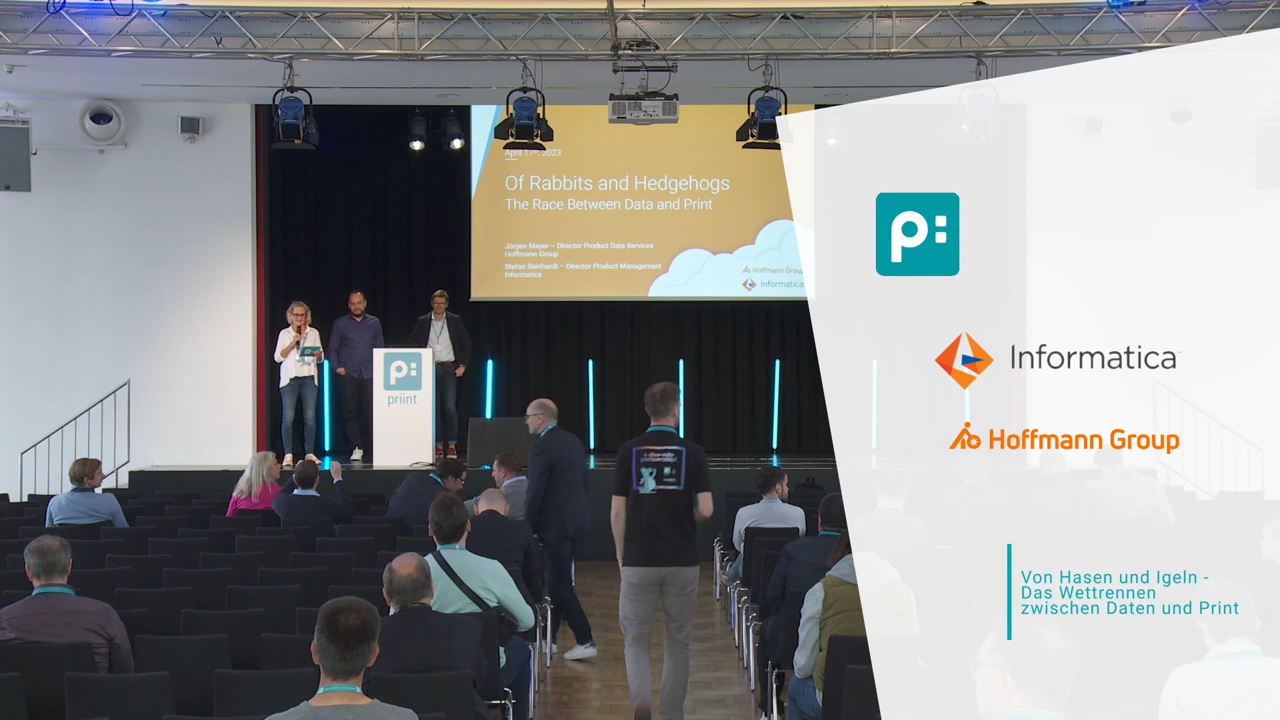 April 17th, 2023
Of Rabbits and Hedgehogs
The Race Between Data and Print
Jürgen Mayer – Director Product Data Services
Hoffmann Group
Stefan Reinhardt – Director Product Management
Informatica
Hoffmann Group
Informatica
p:
priint
p:
Informatica
Hoffmann Group
Von Hasen und Igeln -
Das Wettrennen
zwischen Daten und Print